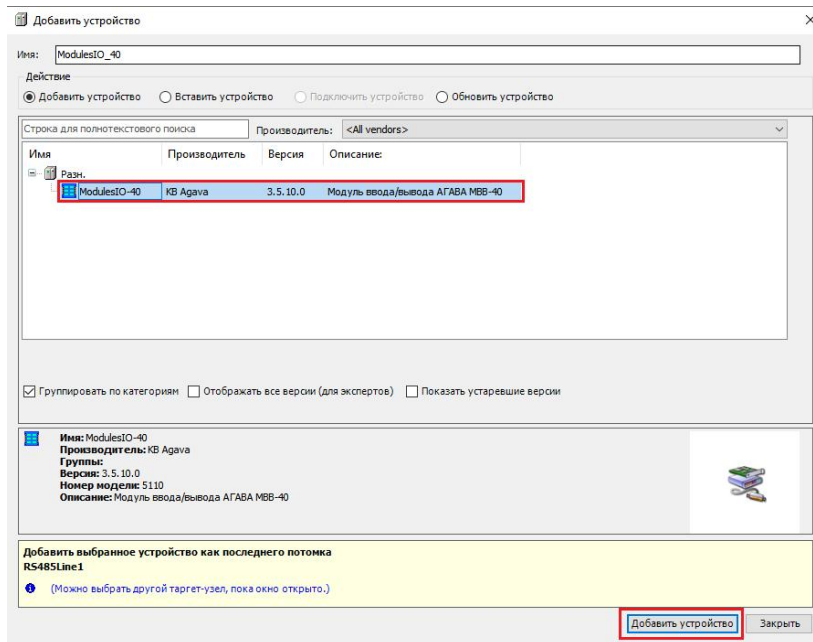 Добавить устройство
Имя: ModulesIO_40
Действие
Добавить устройство Вставить устройство Подключить устройство Обновить устройство
Строка для полнотекстового поиска Производитель: <All vendors>
Имя Производитель Версия Описание:
Разн.
ModulesIO-40 KB Agava 3.5.10.0 Модуль ввода/вывода АГАВА МВВ-40
Группировать по категориям Отображать все версии (для экспертов) Показать устаревшие версии
Имя: ModulesIO-40
Производитель: KB Agava
Группы:
Версия: 3.5.10.0
Номер модели: 5110
Описание: Модуль ввода/вывода АГАВА МВВ-40
Добавить выбранное устройство как последнего потомка
RS485Line1
(Можно выбрать другой таргет-узел, пока окно открыто.)
Добавить устройство Закрыть